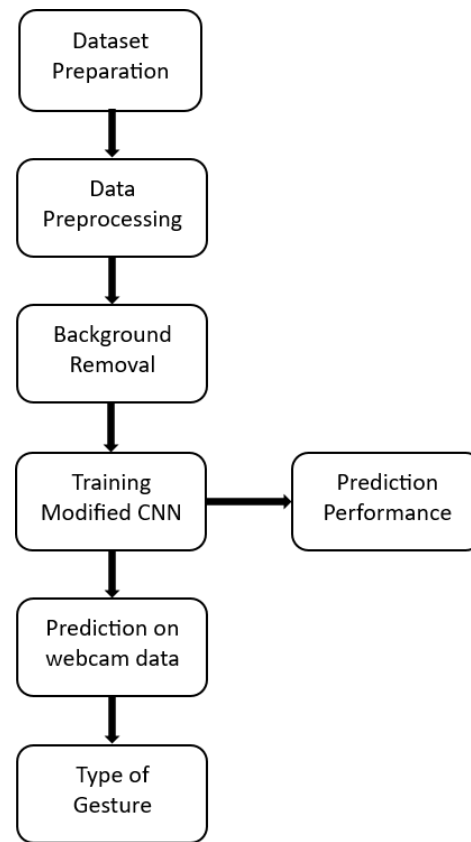 Dataset
Preparation
Data
Preprocessing
Background
Removal
Training
Modified CNN
Prediction
Performance
Prediction on
webcam data
Type of
Gesture